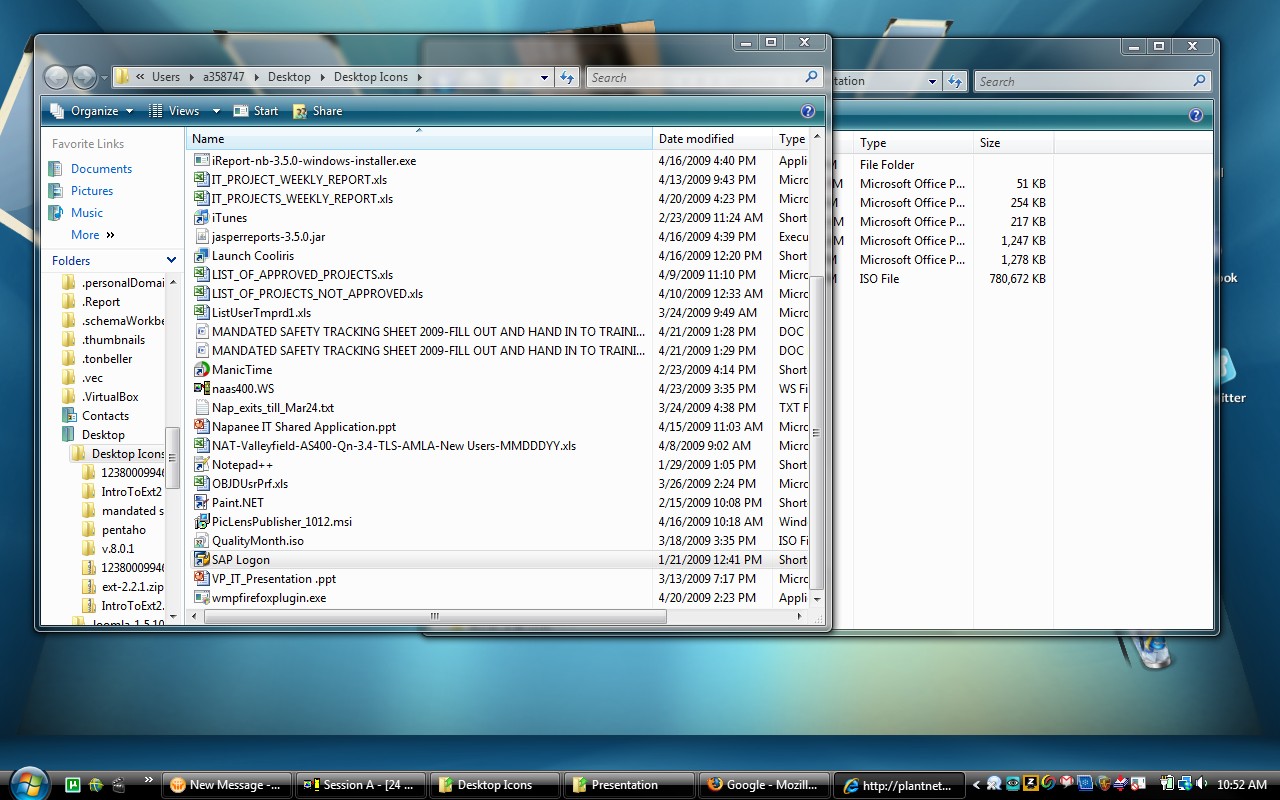 « Users › a358747 › Desktop › Desktop Icons ›
Search
Organize Views Start Share
Favorite Links
Documents
Pictures
Music
More »
Folders
.personalDomai
.Report
.schemaWorkbe
.thumbnails
.tonbeller
.vec
.VirtualBox
Contacts
Desktop
Desktop Icons
12380009946
IntroToExt2
mandated s
pentaho
v.8.0.1
12380009946
ext-2.2.1.zip
IntroToExt2.
Joomla_1.5.10
Name Date modified Type
iReport-nb-3.5.0-windows-installer.exe 4/16/2009 4:40 PM Appli
IT_PROJECT_WEEKLY_REPORT.xls 4/13/2009 9:43 PM Micro
IT_PROJECTS_WEEKLY_REPORT.xls 4/20/2009 4:23 PM Micro
iTunes 2/23/2009 11:24 AM Short
jasperreports-3.5.0.jar 4/16/2009 4:39 PM Execu
Launch Cooliris 4/16/2009 12:20 PM Short
LIST_OF_APPROVED_PROJECTS.xls 4/9/2009 11:10 PM Micro
LIST_OF_PROJECTS_NOT_APPROVED.xls 4/10/2009 12:33 AM Micro
ListUserTmprd1.xls 3/24/2009 9:49 AM Micro
MANDATED SAFETY TRACKING SHEET 2009-FILL OUT AND HAND IN TO TRAINI... 4/21/2009 1:28 PM DOC
MANDATED SAFETY TRACKING SHEET 2009-FILL OUT AND HAND IN TO TRAINI... 4/21/2009 1:29 PM DOC
ManicTime 2/23/2009 4:14 PM Short
naas400.WS 4/23/2009 3:35 PM WS Fi
Nap_exits_till_Mar24.txt 3/24/2009 4:38 PM TXT F
Napanee IT Shared Application.ppt 4/15/2009 11:03 AM Micro
NAT-Valleyfield-AS400-Qn-3.4-TLS-AMLA-New Users-MMDDDYY.xls 4/8/2009 9:02 AM Micro
Notepad++ 1/29/2009 1:05 PM Short
OBJDUsrPrf.xls 3/26/2009 2:24 PM Micro
Paint.NET 2/15/2009 10:08 PM Short
PicLensPublisher_1012.msi 4/16/2009 10:18 AM Wind
QualityMonth.iso 3/18/2009 3:35 PM ISO Fi
SAP Logon 1/21/2009 12:41 PM Short
VP_IT_Presentation .ppt 3/13/2009 7:17 PM Micro
wmpfirefoxplugin.exe 4/20/2009 2:23 PM Appli
tation
Search
Type Size
File Folder
M Microsoft Office P... 51 KB
Microsoft Office P... 254 KB
M Microsoft Office P... 217 KB
M Microsoft Office P... 1,247 KB
Microsoft Office P... 1,278 KB
ISO File 780,672 KB
ok
itter
» New Message -... Session A - [24 ... Desktop Icons Presentation Google - Mozill... http://plantnet... 10:52 AM